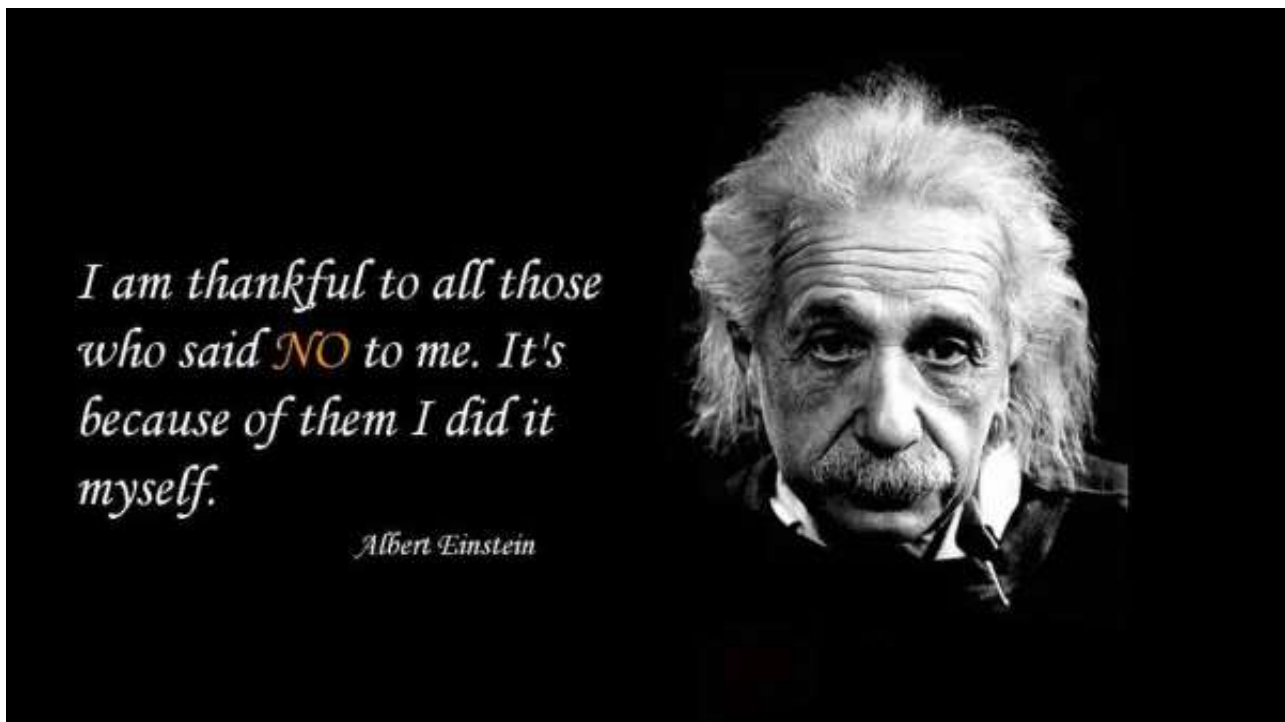 I am thankful to all those
who said NO to me. It's
because of them I did it
myself.
Albert Einstein